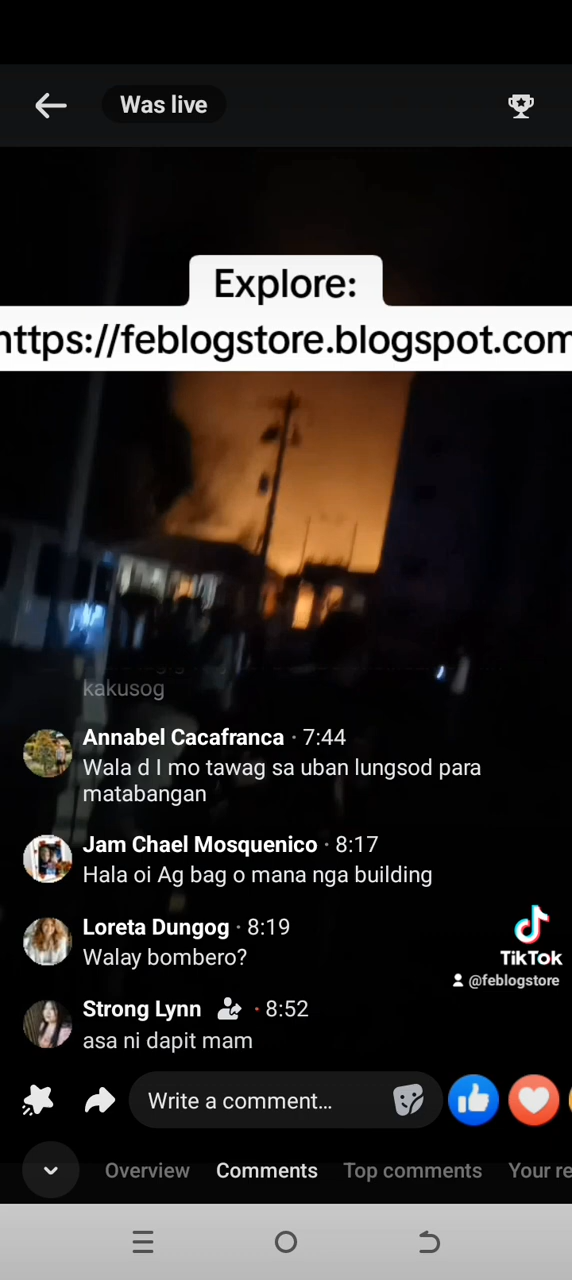 Was live
Explore:
https://feblogstore.blogspot.com
kakusog
Annabel Cacafranca · 7:44
Wala d I mo tawag sa uban lungsod para
matabangan
Jam Chael Mosquenico · 8:17
Hala oi Ag bag o mana nga building
Loreta Dungog · 8:19
Walay bombero?
TikTok
@feblogstore
Strong Lynn · 8:52
asa ni dapit mam
Write a comment...
Overview Comments Top comments Your re